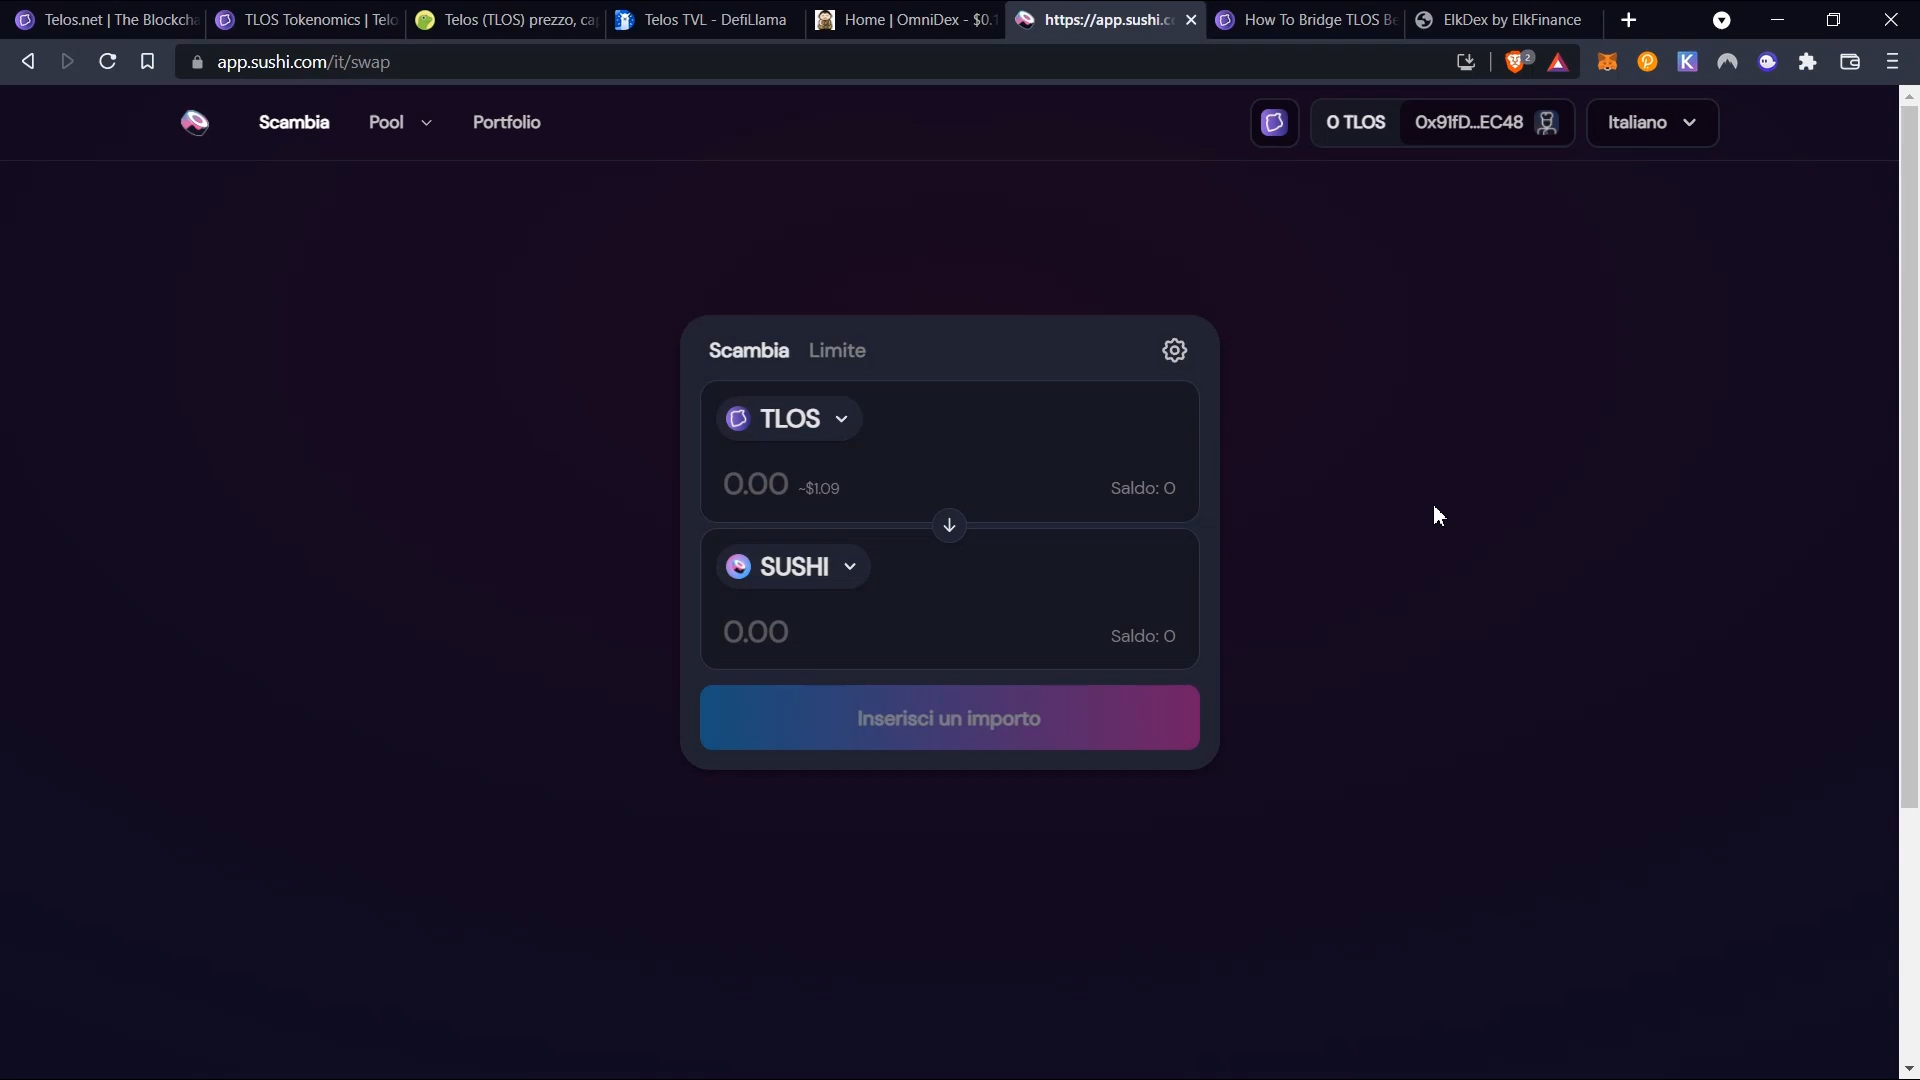 Telos.net | The Blockcha
TLOS Tokenomics | Telo
Telos (TLOS) prezzo, ca
Telos TVL - DefiLlama
Home | OmniDex - $0.1
https://app.sushi.c
How To Bridge TLOS Be
ElkDex by ElkFinance
app.sushi.com/it/swap
2
Scambia
Pool
Portfolio
0 TLOS
0x91fD...EC48
Italiano
Scambia
Limite
TLOS
0.00 ~$1.09
Saldo: 0
SUSHI
0.00
Saldo: 0
Inserisci un importo